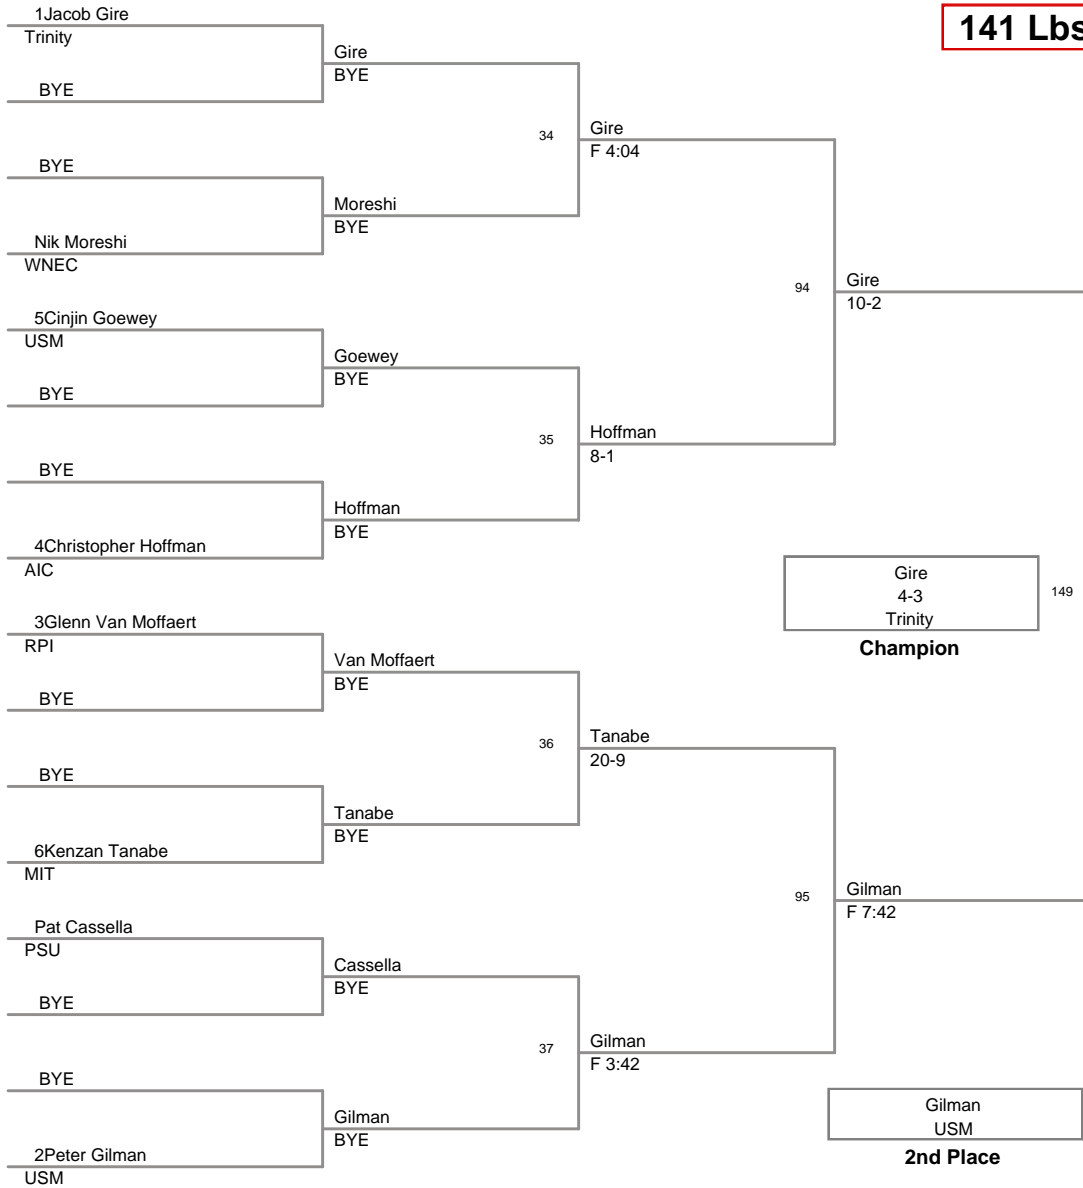 141 Lbs
1Jacob Gire
Trinity
BYE
BYE
Nik Moreshi
WNEC
5Cinjin Goewey
USM
BYE
BYE
4Christopher Hoffman
AIC
3Glenn Van Moffaert
RPI
BYE
BYE
6Kenzan Tanabe
MIT
Pat Cassella
PSU
BYE
BYE
2Peter Gilman
USM
Gire
BYE
Moreshi
BYE
Goewey
BYE
Hoffman
BYE
Van Moffaert
BYE
Tanabe
BYE
Cassella
BYE
Gilman
BYE
34
Gire
F 4:04
35
Hoffman
8-1
36
Tanabe
20-9
37
Gilman
F 3:42
94
Gire
10-2
95
Gilman
F 7:42
Gire
4-3
Trinity
149
Champion
Gilman
USM
2nd Place